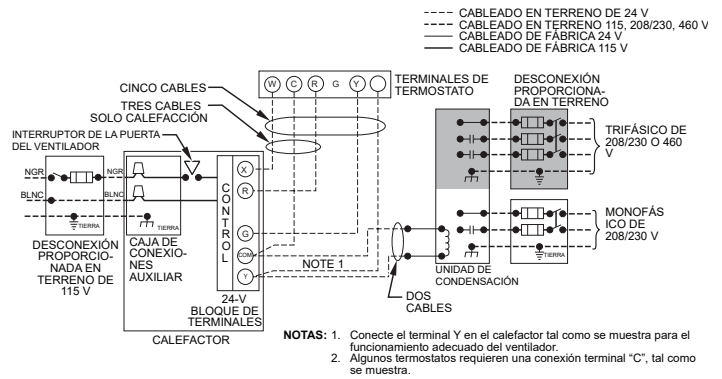 CABLEADO EN TERRENO DE 24 V
CABLEADO EN TERRENO 115, 208/230, 460 V
CABLEADO DE FÁBRICA 24 V
CABLEADO DE FÁBRICA 115 V
W C R G Y
TERMINALES DE
TERMOSTATO
DESCONEXIÓN
PROPORCIONA-
DA EN TERRENO
CINCO CABLES
TRES CABLES
SOLO CALEFACCIÓN
INTERRUPTOR DE LA PUERTA
DEL VENTILADOR
TRIFÁSICO DE
208/230 O 460
V
NGR
NGR
BLNC
BLNC
TIERRA
TIERRA
CONTROL
X
R
G
COM
Y
NOTE 1
DESCONEXIÓN
PROPORCIO-
NADA EN
TERRENO DE
115 V
CAJA DE
CONEXIO-
NES
AUXILIAR
24-V
BLOQUE DE
TERMINALES
CALEFACTOR
DOS
CABLES
UNIDAD DE
CONDENSACIÓN
TIERRA
MONOFÁS
ICO DE
208/230 V
NOTAS: 1. Conecte el terminal Y en el calefactor tal como se muestra para el
funcionamiento adecuado del ventilador.
2. Algunos termostatos requieren una conexión terminal “C”, tal como
se muestra.